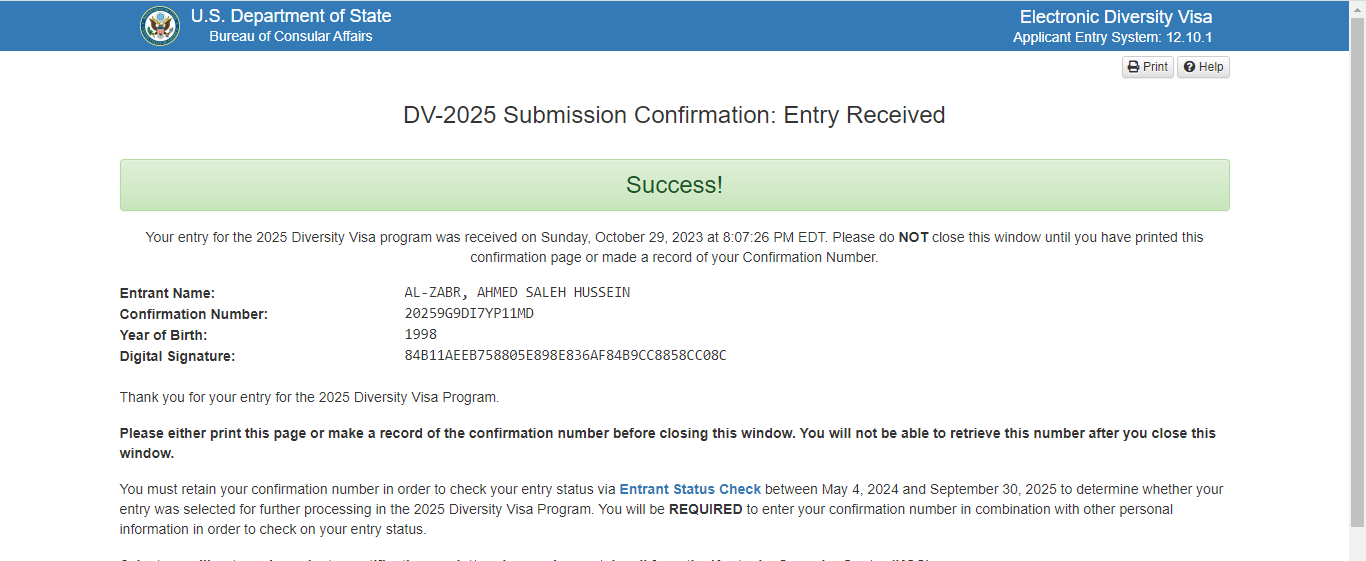 U.S. Department of State
Bureau of Consular Affairs
Electronic Diversity Visa
Applicant Entry System: 12.10.1
Print Help
DV-2025 Submission Confirmation: Entry Received
Success!
Your entry for the 2025 Diversity Visa program was received on Sunday, October 29, 2023 at 8:07:26 PM EDT. Please do NOT close this window until you have printed this
confirmation page or made a record of your Confirmation Number.
Entrant Name: AL-ZABR, AHMED SALEH HUSSEIN
Confirmation Number: 20259G9DI7YP11MD
Year of Birth: 1998
Digital Signature: 84B11AEEB758805E898E836AF84B9CC8858CC08C
Thank you for your entry for the 2025 Diversity Visa Program.
Please either print this page or make a record of the confirmation number before closing this window. You will not be able to retrieve this number after you close this
window.
You must retain your confirmation number in order to check your entry status via Entrant Status Check between May 4, 2024 and September 30, 2025 to determine whether your
entry was selected for further processing in the 2025 Diversity Visa Program. You will be REQUIRED to enter your confirmation number in combination with other personal
information in order to check on your entry status.